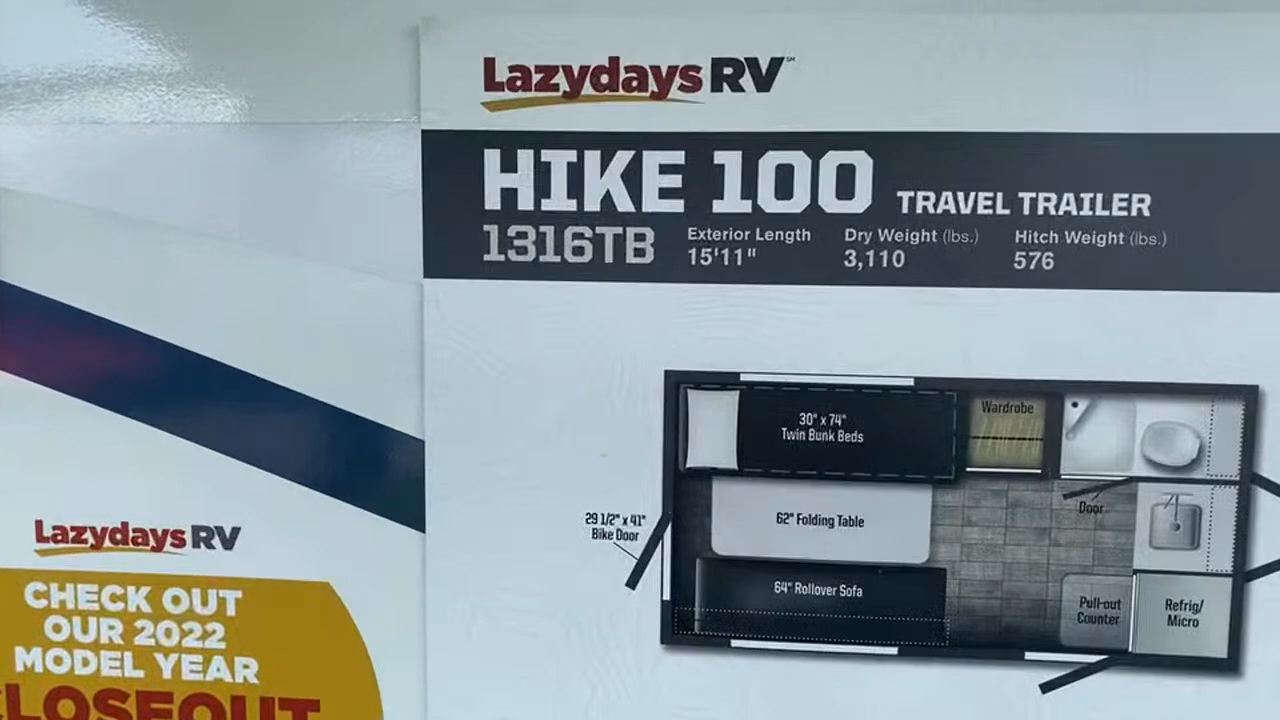 Lazydays RV℠
HIKE 100 TRAVEL TRAILER
1316TB
Exterior Length
15'11"
Dry Weight (lbs.)
3,110
Hitch Weight (lbs.)
576
30" x 74"
Twin Bunk Beds
Wardrobe
62" Folding Table
Door
29 1/2" x 41"
Bike Door
64" Rollover Sofa
Pull-out
Counter
Refrig/
Micro
Lazydays RV
CHECK OUT
OUR 2022
MODEL YEAR
CLOSEOUT